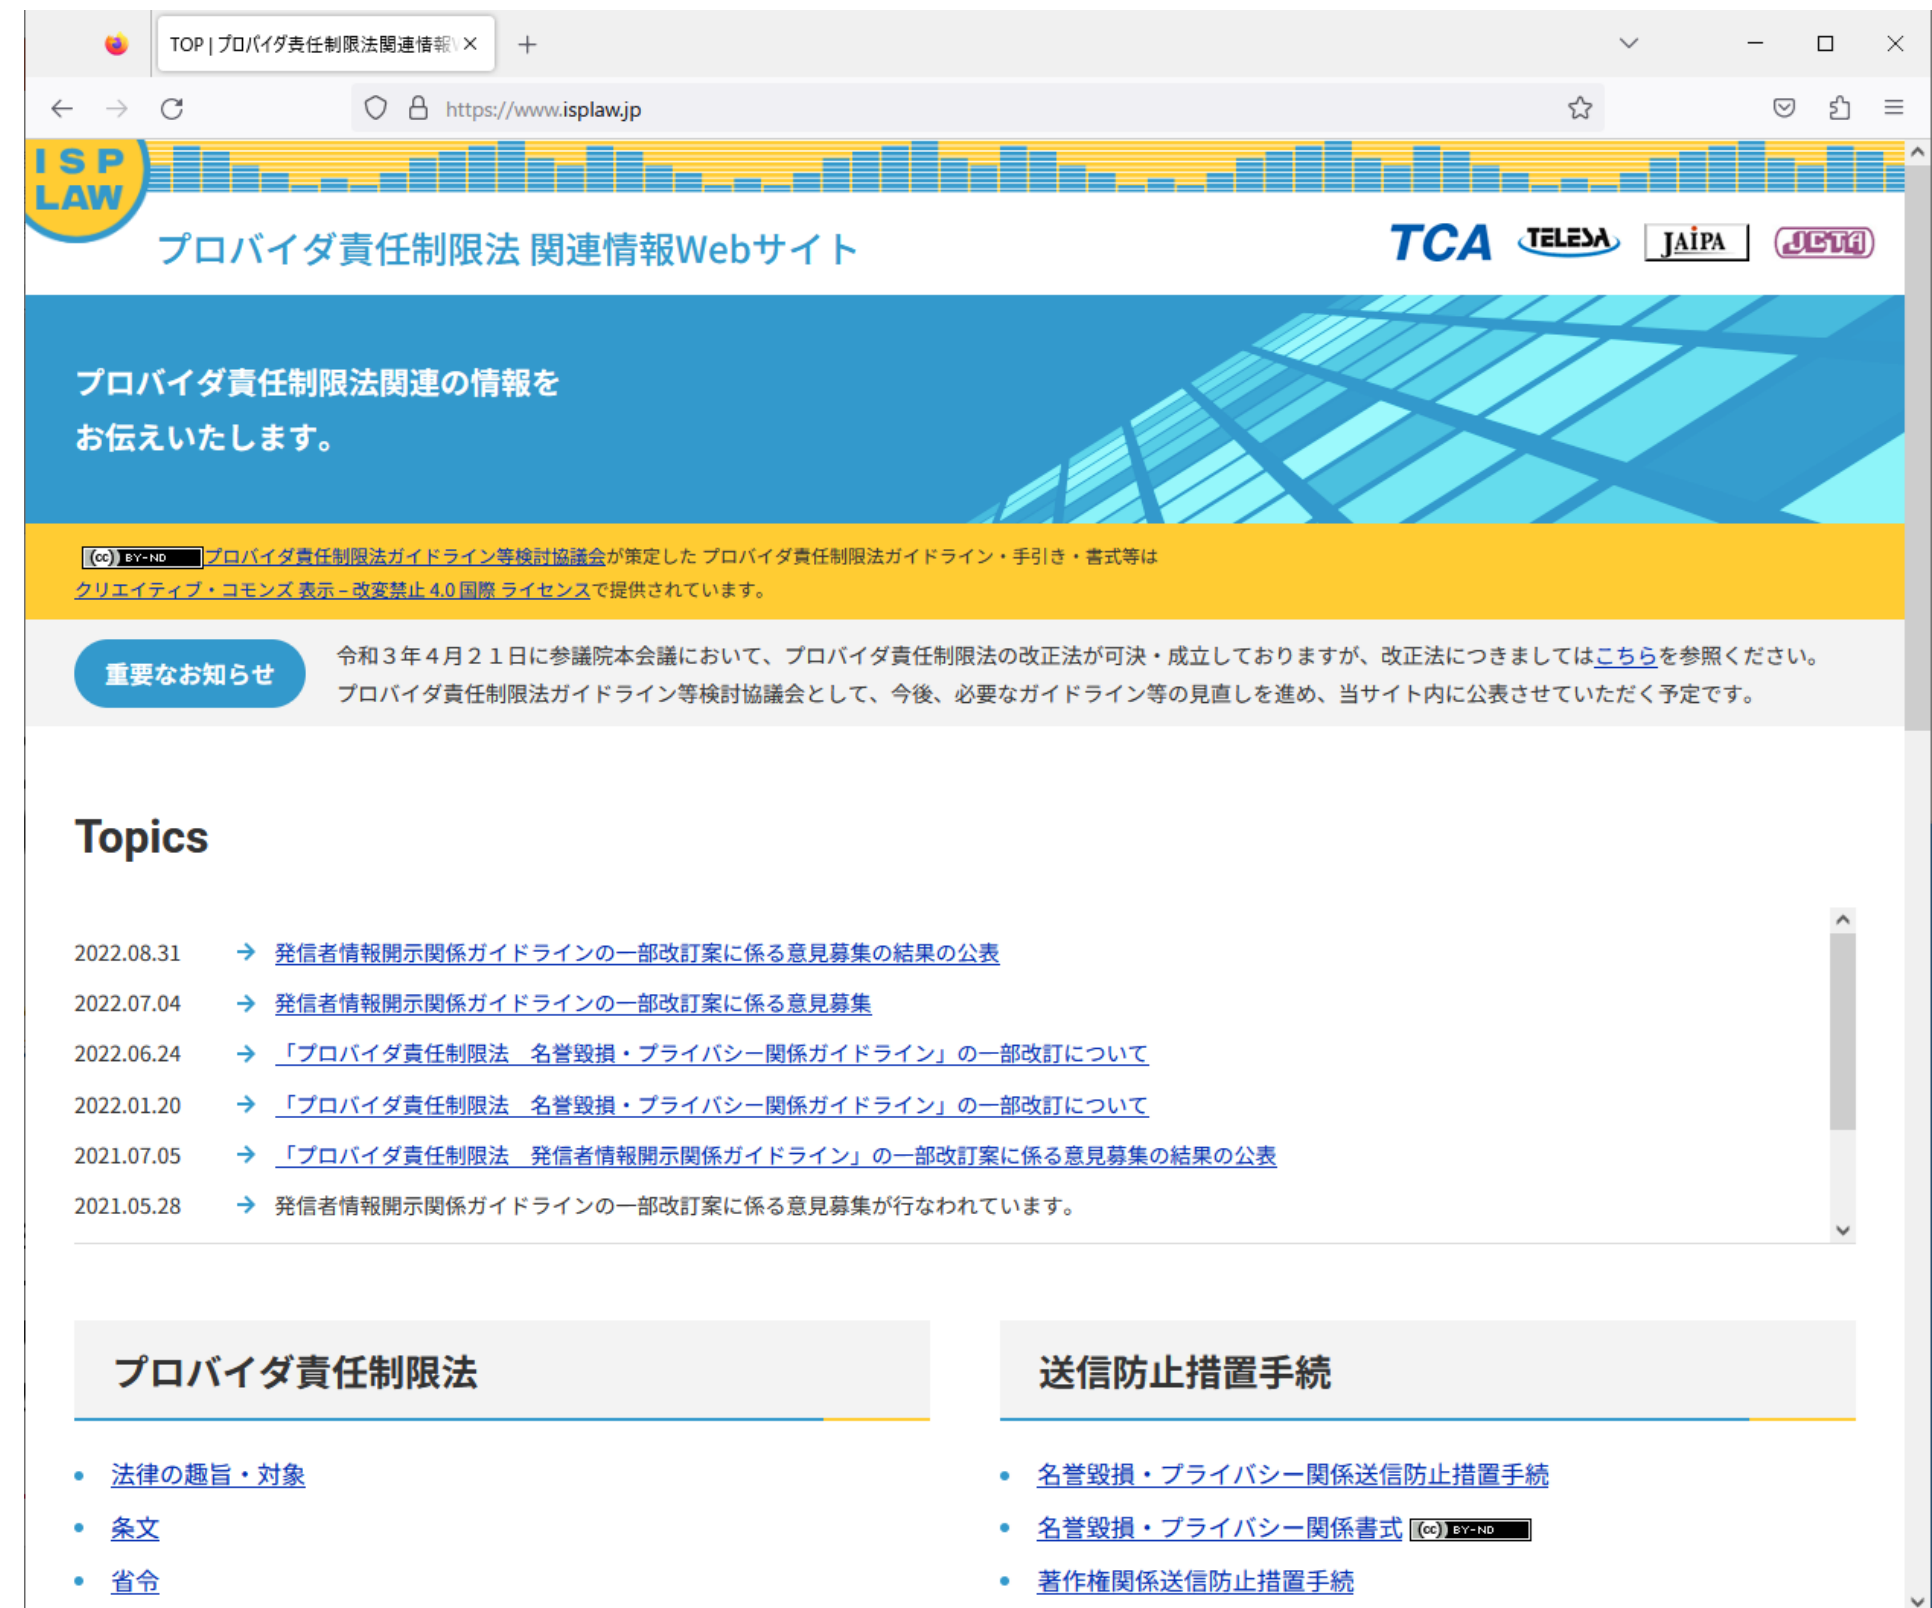 TOP | プロバイダ責任制限法関連情報W
https://www.isplaw.jp
ISP
LAW
プロバイダ責任制限法 関連情報Webサイト
TCA TELESA JAIPA JCTA
プロバイダ責任制限法関連の情報を
お伝えいたします。
(cc) BY-ND プロバイダ責任制限法ガイドライン等検討協議会が策定した プロバイダ責任制限法ガイドライン・手引き・書式等は
クリエイティブ・コモンズ 表示 – 改変禁止 4.0 国際 ライセンスで提供されています。
重要なお知らせ
令和３年４月２１日に参議院本会議において、プロバイダ責任制限法の改正法が可決・成立しておりますが、改正法につきましてはこちらを参照ください。
プロバイダ責任制限法ガイドライン等検討協議会として、今後、必要なガイドライン等の見直しを進め、当サイト内に公表させていただく予定です。
Topics
2022.08.31 → 発信者情報開示関係ガイドラインの一部改訂案に係る意見募集の結果の公表
2022.07.04 → 発信者情報開示関係ガイドラインの一部改訂案に係る意見募集
2022.06.24 → 「プロバイダ責任制限法　名誉毀損・プライバシー関係ガイドライン」の一部改訂について
2022.01.20 → 「プロバイダ責任制限法　名誉毀損・プライバシー関係ガイドライン」の一部改訂について
2021.07.05 → 「プロバイダ責任制限法　発信者情報開示関係ガイドライン」の一部改訂案に係る意見募集の結果の公表
2021.05.28 → 発信者情報開示関係ガイドラインの一部改訂案に係る意見募集が行なわれています。
プロバイダ責任制限法
• 法律の趣旨・対象
• 条文
• 省令
送信防止措置手続
• 名誉毀損・プライバシー関係送信防止措置手続
• 名誉毀損・プライバシー関係書式 (cc) BY-ND
• 著作権関係送信防止措置手続